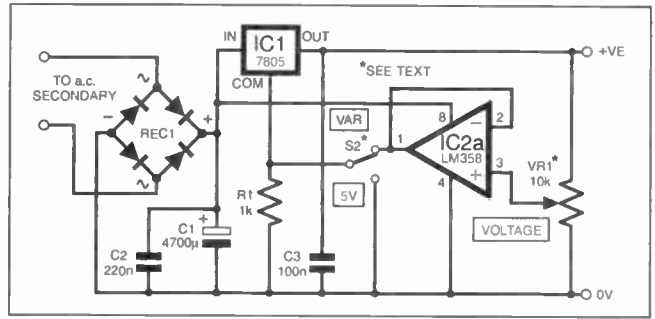 IN IC1 OUT
7805
COM
+VE
*SEE TEXT
TO a.c.
SECONDARY
~
− REC1 +
~
VAR
S2*
1
8
2
−
IC2a
LM358
+
3
4
VR1*
10k
VOLTAGE
5V
R1
1k
+
C1
4700µ
C2
220n
C3
100n
0V